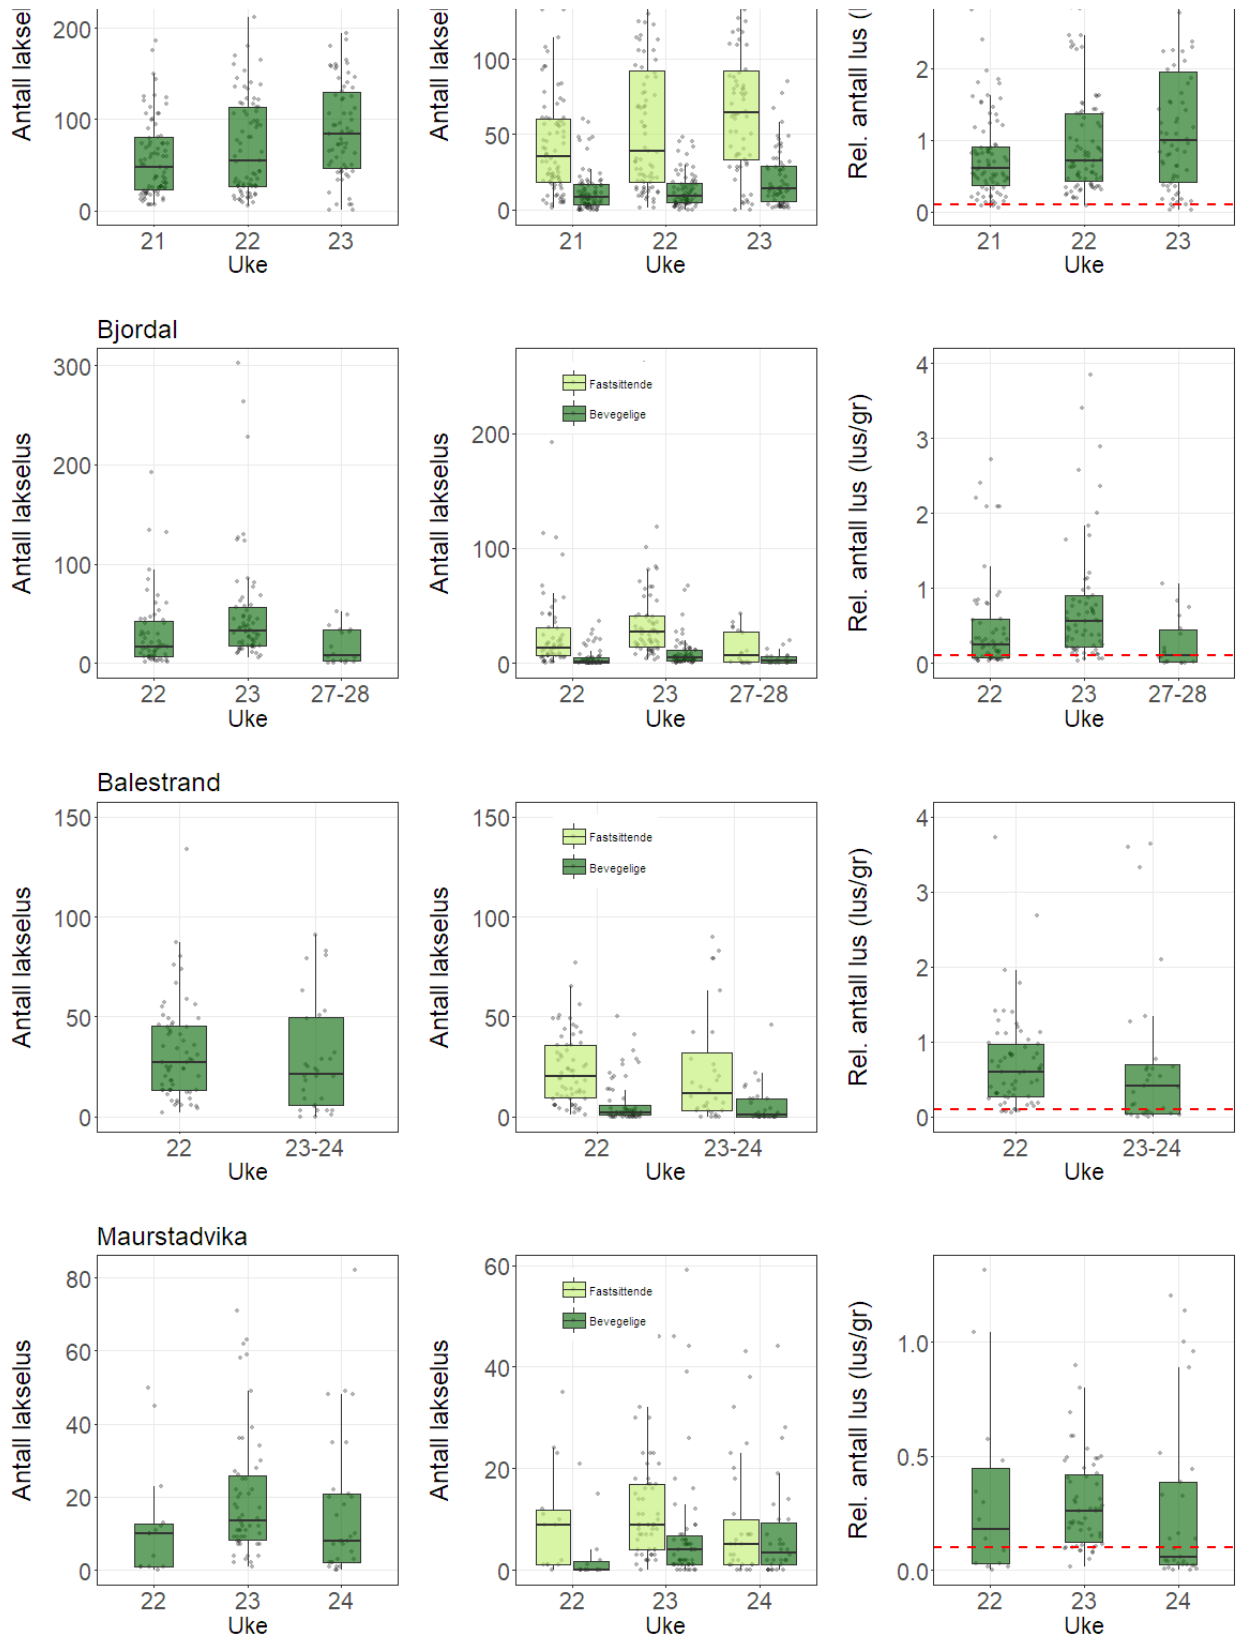 Antall laksel
200
100
0
21 22 23
Uke
Antall laksel
100
50
0
21 22 23
Uke
Rel. antall lus (l
2
1
0
21 22 23
Uke
Bjordal
Antall lakselus
300
200
100
0
22 23 27-28
Uke
Antall lakselus
200
100
0
Fastsittende
Bevegelige
22 23 27-28
Uke
Rel. antall lus (lus/gr)
4
3
2
1
0
22 23 27-28
Uke
Balestrand
Antall lakselus
150
100
50
0
22 23-24
Uke
Antall lakselus
150
100
50
0
Fastsittende
Bevegelige
22 23-24
Uke
Rel. antall lus (lus/gr)
4
3
2
1
0
22 23-24
Uke
Maurstadvika
Antall lakselus
80
60
40
20
0
22 23 24
Uke
Antall lakselus
60
40
20
0
Fastsittende
Bevegelige
22 23 24
Uke
Rel. antall lus (lus/gr)
1.0
0.5
0.0
22 23 24
Uke